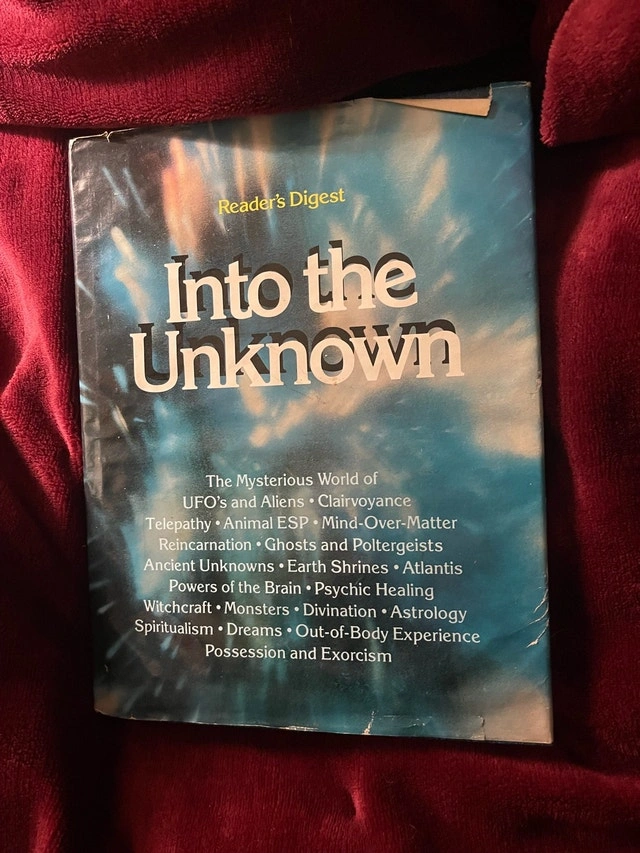 Reader's Digest
Into the
Unknown
The Mysterious World of
UFO's and Aliens • Clairvoyance
Telepathy • Animal ESP • Mind-Over-Matter
Reincarnation • Ghosts and Poltergeists
Ancient Unknowns • Earth Shrines • Atlantis
Powers of the Brain • Psychic Healing
Witchcraft • Monsters • Divination • Astrology
Spiritualism • Dreams • Out-of-Body Experience
Possession and Exorcism